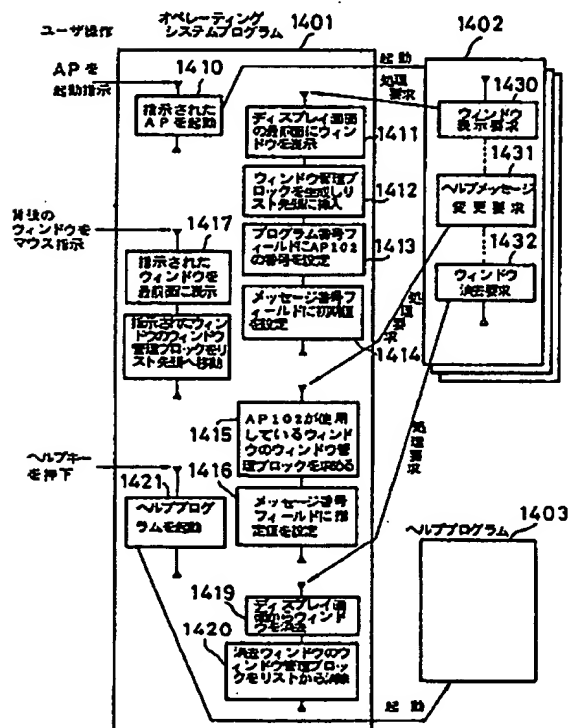 ユーザ操作
オペレーティング
システムプログラム
1401
1402
APを
起動指示
1410
指示された
APを起動
起動
処理
要求
ディスプレイ画面
の最前面にウィン
ドウを表示
1411
ウィンドウ管理ブ
ロックを生成しリ
スト先頭に挿入
1412
プログラム番号
フィールドにAP102
の番号を設定
1413
メッセージ番号フ
ィールドに初期値
を設定
1414
1430
ウィンドウ
表示要求
1431
ヘルプメッセージ
変更要求
1432
ウィンドウ
消去要求
背後の
ウィンドウを
マウス指示
1417
指示された
ウィンドウを
最前面に表示
指示されたウィン
ドウのウィンドウ
管理ブロックをリ
スト先頭へ移動
処理
要求
1415
AP102が使用
しているウィンド
ウのウィンドウ管
理ブロックを求める
1416
メッセージ番号
フィールドに指
定値を設定
処理
要求
ヘルプキー
を押下
1421
ヘルププログ
ラムを起動
1419
ディスプレイ画
面からウィンド
ウを消去
1420
消去ウィンドウのウ
ィンドウ管理ブロッ
クをリストから削除
ヘルププログラム
1403
起動